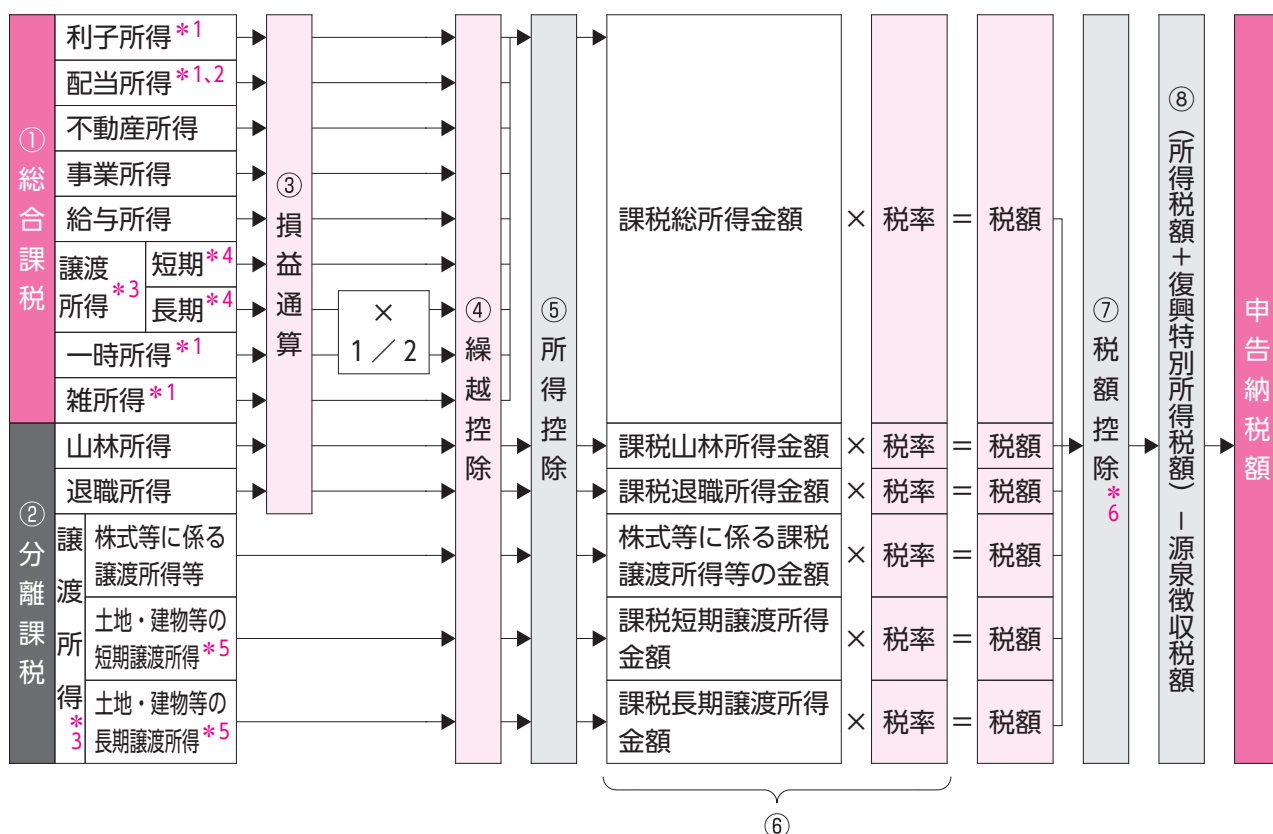 ①総合課税
利子所得*1
配当所得*1、2
不動産所得
事業所得
給与所得
譲渡所得*3
短期*4
長期*4
一時所得*1
雑所得*1
②分離課税
山林所得
退職所得
譲渡所得*3
株式等に係る
譲渡所得等
土地・建物等の
短期譲渡所得*5
土地・建物等の
長期譲渡所得*5
③損益通算
×
1／2
④繰越控除
⑤所得控除
課税総所得金額 × 税率 = 税額
課税山林所得金額 × 税率 = 税額
課税退職所得金額 × 税率 = 税額
株式等に係る課税
譲渡所得等の金額 × 税率 = 税額
課税短期譲渡所得
金額 × 税率 = 税額
課税長期譲渡所得
金額 × 税率 = 税額
⑥
⑦税額控除*6
⑧（所得税額＋復興特別所得税額）－源泉徴収税額
申告納税額